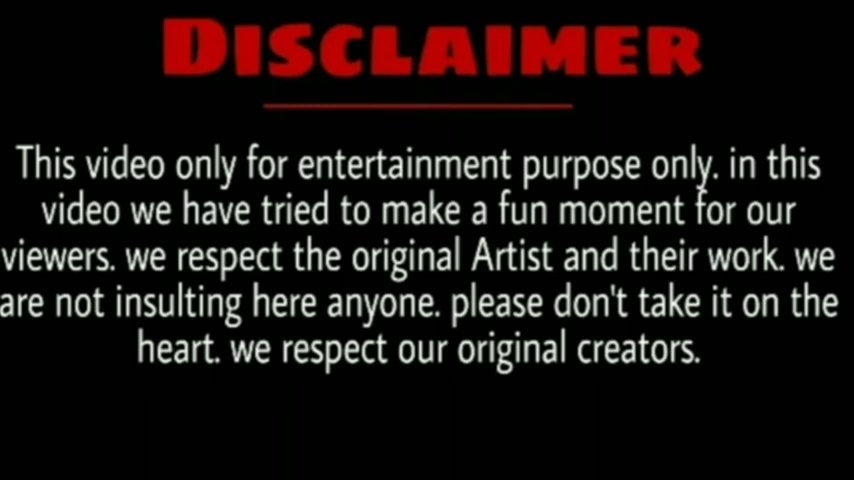 DISCLAIMER
This video only for entertainment purpose only. in this
video we have tried to make a fun moment for our
viewers. we respect the original Artist and their work. we
are not insulting here anyone. please don't take it on the
heart. we respect our original creators.